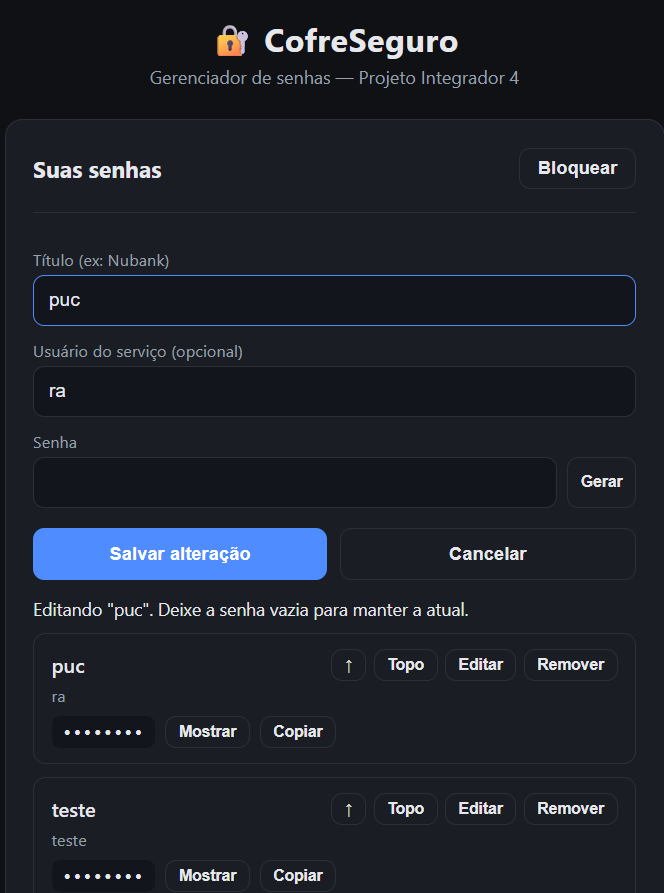 CofreSeguro
Gerenciador de senhas — Projeto Integrador 4
Suas senhas
Bloquear
Título (ex: Nubank)
puc
Usuário do serviço (opcional)
ra
Senha
Gerar
Salvar alteração
Cancelar
Editando "puc". Deixe a senha vazia para manter a atual.
puc
↑ Topo Editar Remover
ra
•••••••• Mostrar Copiar
teste
↑ Topo Editar Remover
teste
•••••••• Mostrar Copiar